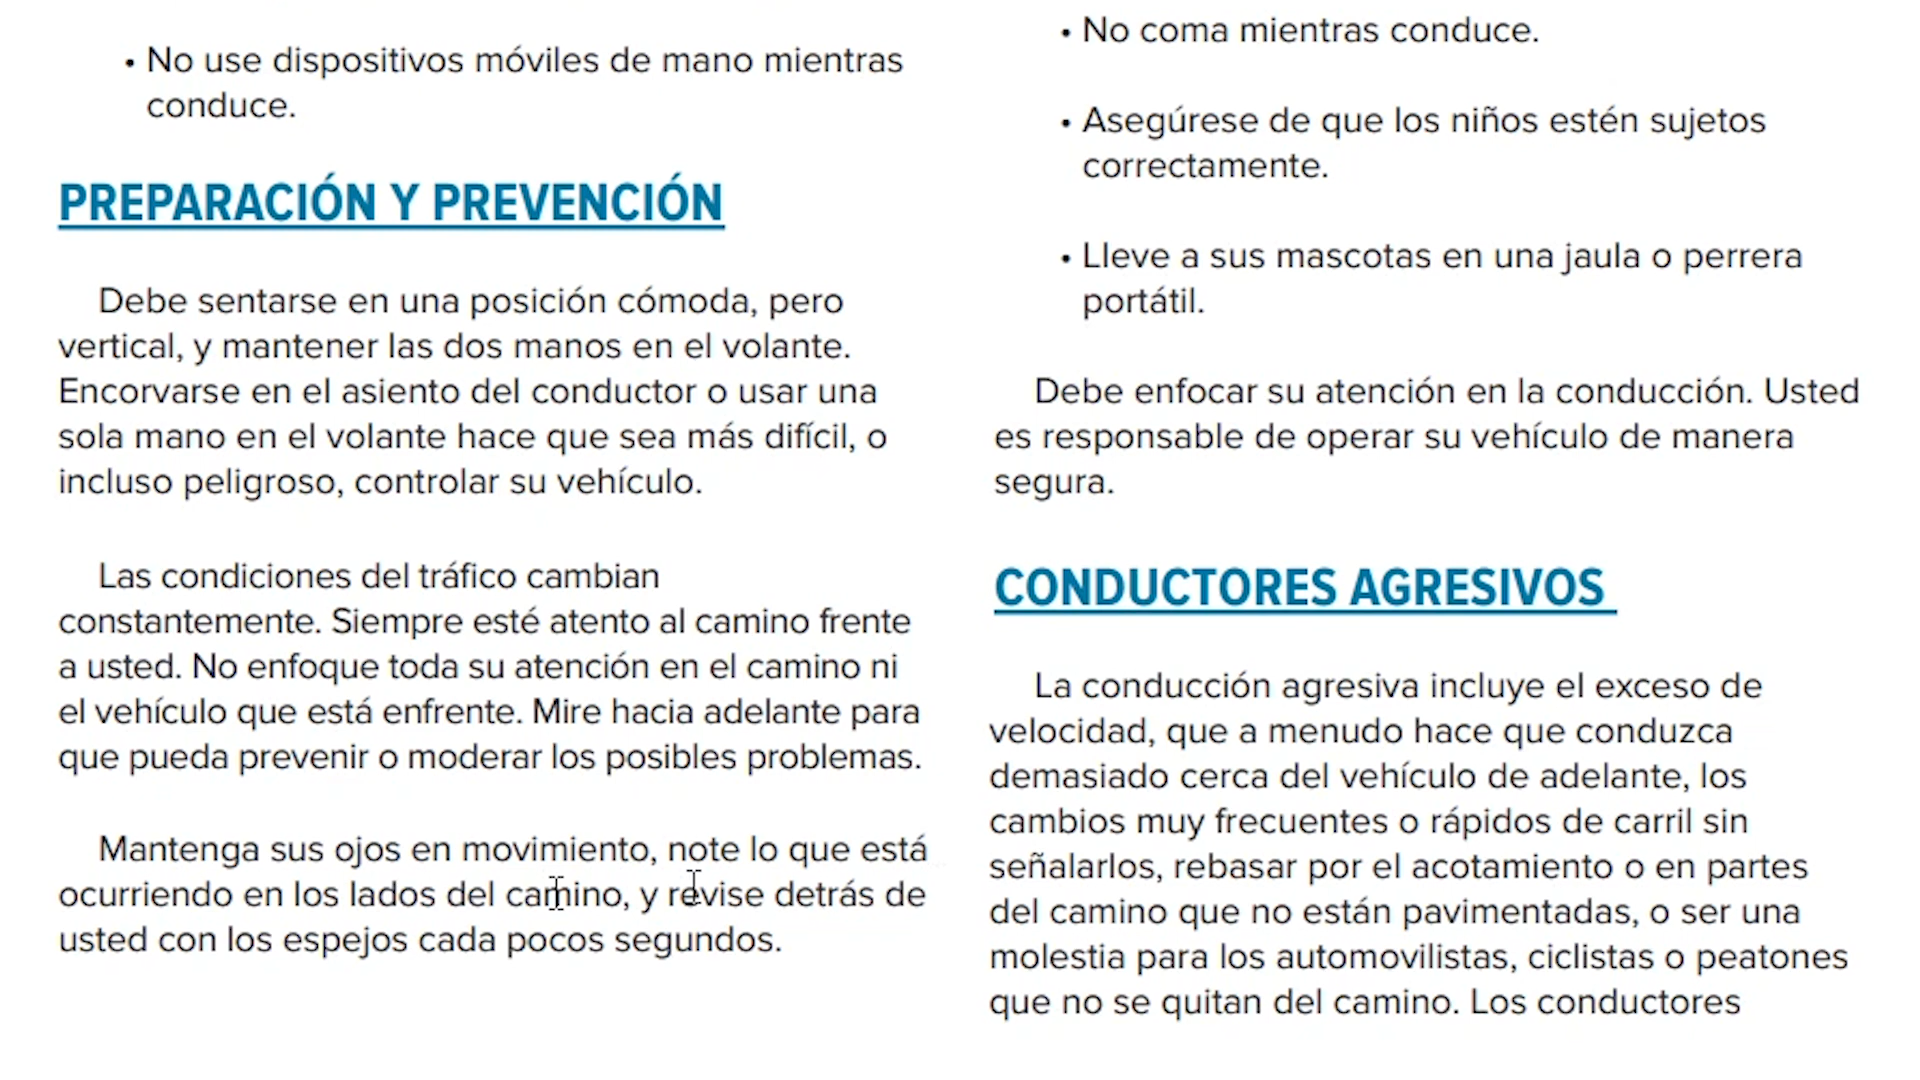 • No use dispositivos móviles de mano mientras
conduce.
PREPARACIÓN Y PREVENCIÓN
Debe sentarse en una posición cómoda, pero
vertical, y mantener las dos manos en el volante.
Encorvarse en el asiento del conductor o usar una
sola mano en el volante hace que sea más difícil, o
incluso peligroso, controlar su vehículo.
Las condiciones del tráfico cambian
constantemente. Siempre esté atento al camino frente
a usted. No enfoque toda su atención en el camino ni
el vehículo que está enfrente. Mire hacia adelante para
que pueda prevenir o moderar los posibles problemas.
Mantenga sus ojos en movimiento, note lo que está
ocurriendo en los lados del camino, y revise detrás de
usted con los espejos cada pocos segundos.
• No coma mientras conduce.
• Asegúrese de que los niños estén sujetos
correctamente.
• Lleve a sus mascotas en una jaula o perrera
portátil.
Debe enfocar su atención en la conducción. Usted
es responsable de operar su vehículo de manera
segura.
CONDUCTORES AGRESIVOS
La conducción agresiva incluye el exceso de
velocidad, que a menudo hace que conduzca
demasiado cerca del vehículo de adelante, los
cambios muy frecuentes o rápidos de carril sin
señalarlos, rebasar por el acotamiento o en partes
del camino que no están pavimentadas, o ser una
molestia para los automovilistas, ciclistas o peatones
que no se quitan del camino. Los conductores